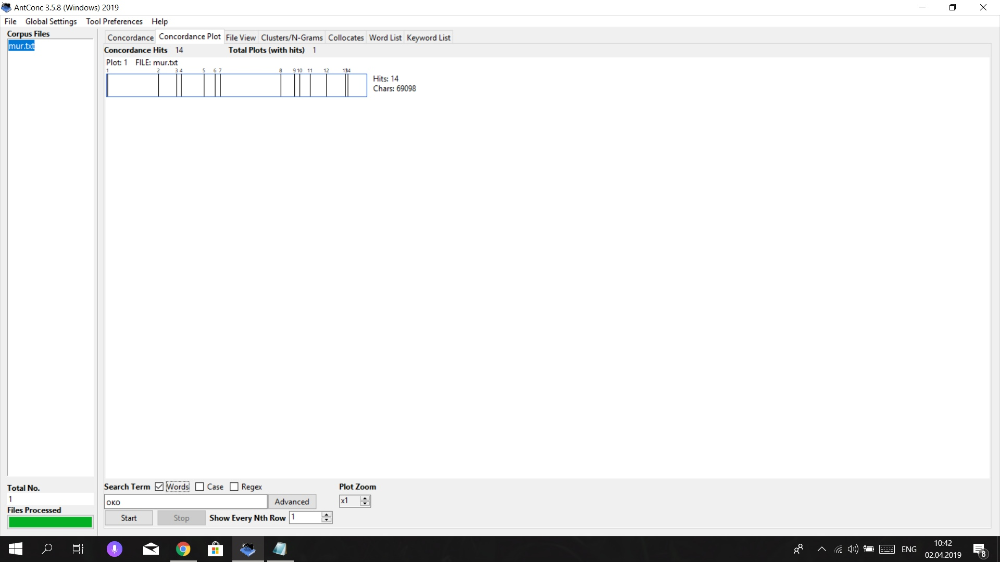 AntConc 3.5.8 (Windows) 2019
File Global Settings Tool Preferences Help
Corpus Files
mur.txt
Concordance Concordance Plot File View Clusters/N-Grams Collocates Word List Keyword List
Concordance Hits 14 Total Plots (with hits) 1
Plot: 1 FILE: mur.txt
1 2 3 4 5 6 7 8 9 10 11 12 13 14
Hits: 14
Chars: 69098
Total No.
1
Files Processed
Search Term Words Case Regex
око
Advanced
Start Stop Show Every Nth Row 1
Plot Zoom
x1
ENG
10:42
02.04.2019
8